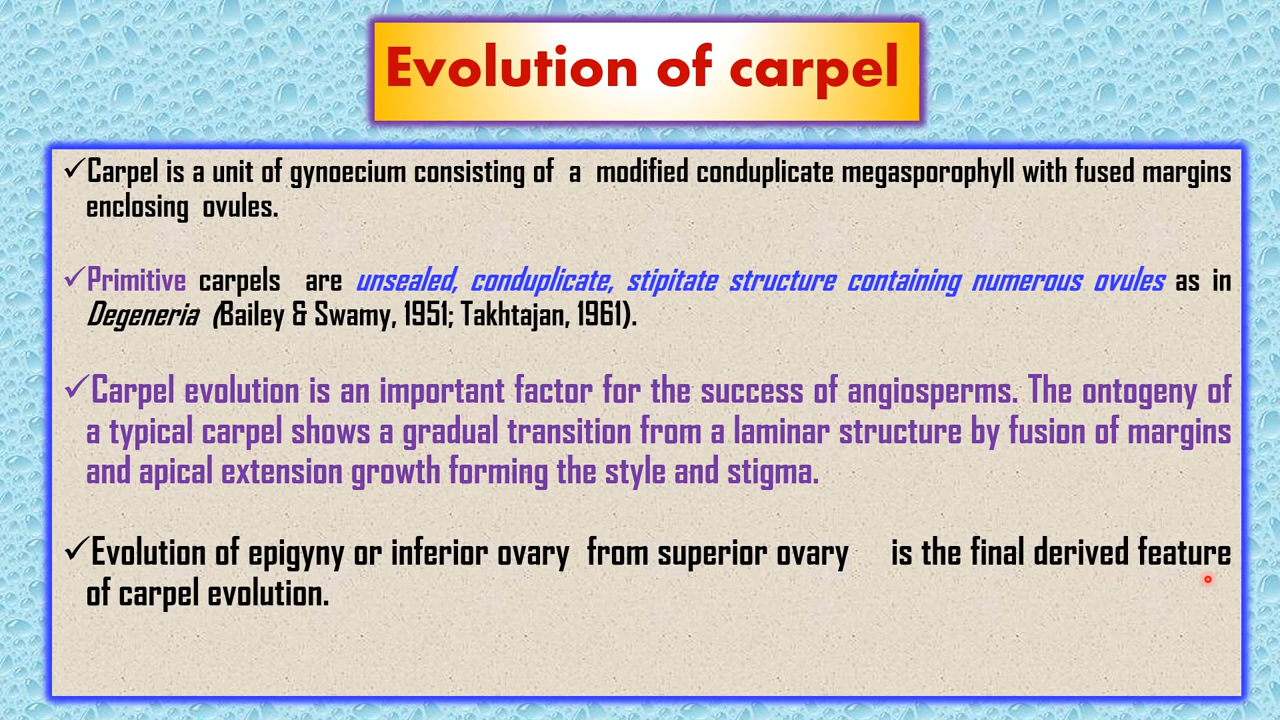 Evolution of carpel
✓Carpel is a unit of gynoecium consisting of a modified conduplicate megasporophyll with fused margins
enclosing ovules.
✓Primitive carpels are unsealed, conduplicate, stipitate structure containing numerous ovules as in
Degeneria (Bailey & Swamy, 1951; Takhtajan, 1961).
✓Carpel evolution is an important factor for the success of angiosperms. The ontogeny of
a typical carpel shows a gradual transition from a laminar structure by fusion of margins
and apical extension growth forming the style and stigma.
✓Evolution of epigyny or inferior ovary from superior ovary is the final derived feature
of carpel evolution.